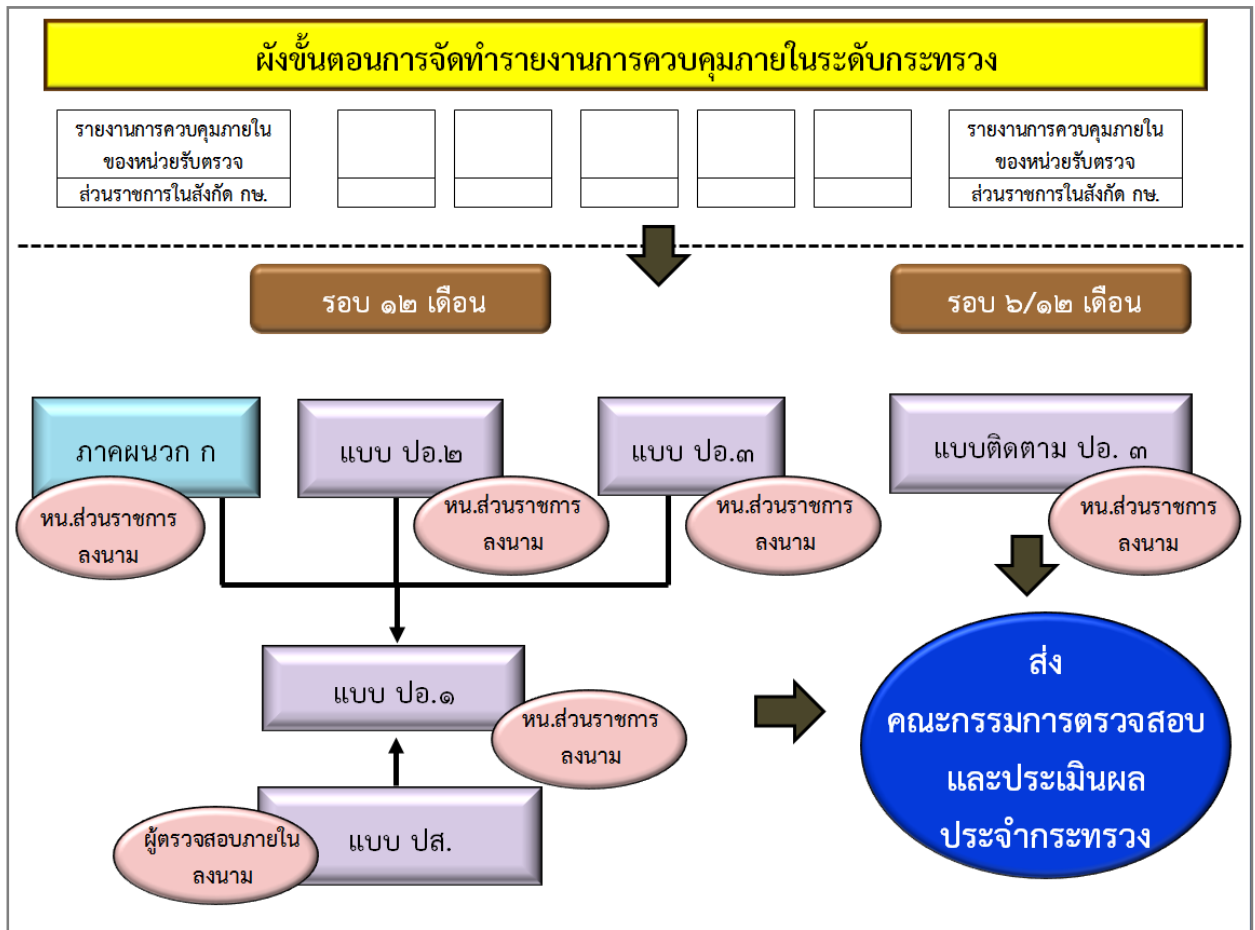 ผังขั้นตอนการจัดทำรายงานการควบคุมภายในระดับกระทรวง
รายงานการควบคุมภายใน
ของหน่วยรับตรวจ
ส่วนราชการในสังกัด กษ.
รายงานการควบคุมภายใน
ของหน่วยรับตรวจ
ส่วนราชการในสังกัด กษ.
รอบ ๑๒ เดือน
รอบ ๖/๑๒ เดือน
ภาคผนวก ก
หน.ส่วนราชการ
ลงนาม
แบบ ปอ.๒
หน.ส่วนราชการ
ลงนาม
แบบ ปอ.๓
หน.ส่วนราชการ
ลงนาม
แบบติดตาม ปอ. ๓
หน.ส่วนราชการ
ลงนาม
แบบ ปอ.๑
หน.ส่วนราชการ
ลงนาม
แบบ ปส.
ผู้ตรวจสอบภายใน
ลงนาม
ส่ง
คณะกรรมการตรวจสอบ
และประเมินผล
ประจำกระทรวง